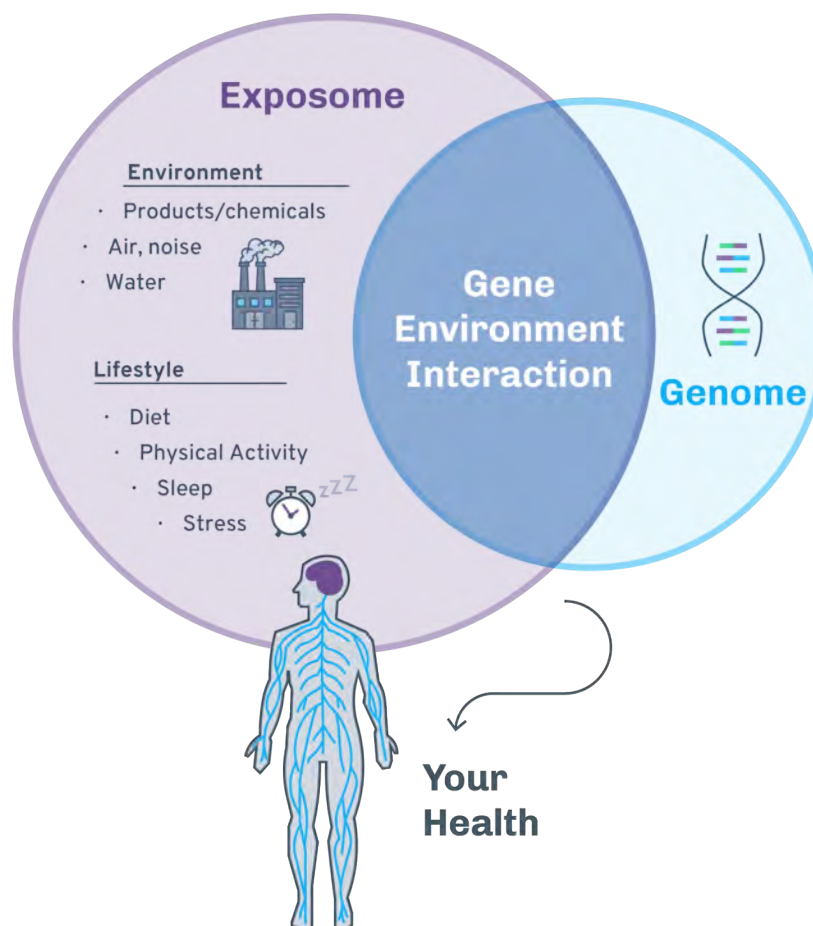 Exposome
Environment
· Products/chemicals
· Air, noise
· Water
Lifestyle
· Diet
· Physical Activity
· Sleep
· Stress
zzZ
Gene
Environment
Interaction
Genome
Your
Health